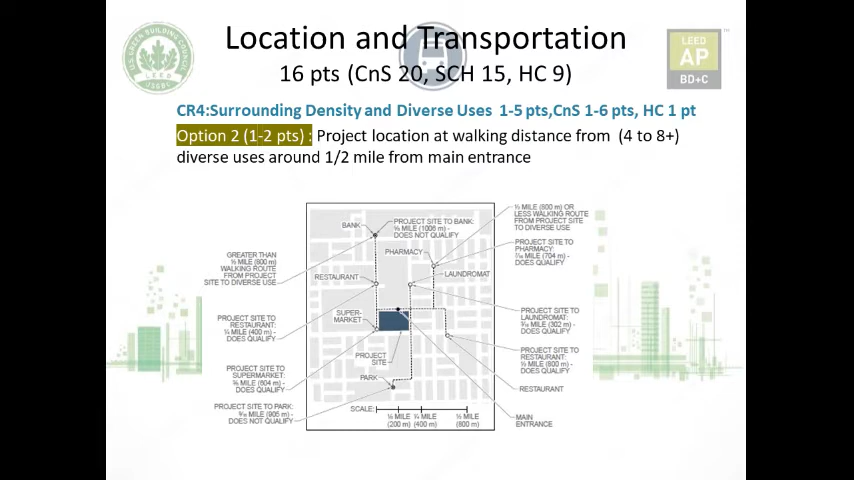 Location and Transportation
16 pts (CnS 20, SCH 15, HC 9)
U.S. GREEN BUILDING COUNCIL
LEED
USGBC
LEED
AP
BD+C
CR4:Surrounding Density and Diverse Uses 1-5 pts,CnS 1-6 pts, HC 1 pt
Option 2 (1-2 pts) : Project location at walking distance from (4 to 8+)
diverse uses around 1/2 mile from main entrance
BANK
PROJECT SITE TO BANK:
⅝ MILE (1006 m) -
DOES NOT QUALIFY
½ MILE (800 m) OR
LESS WALKING ROUTE
FROM PROJECT SITE
TO DIVERSE USE
PHARMACY
PROJECT SITE TO
PHARMACY:
7/16 MILE (704 m) -
DOES QUALIFY
GREATER THAN
½ MILE (800 m)
WALKING ROUTE
FROM PROJECT
SITE TO DIVERSE USE
RESTAURANT
LAUNDROMAT
SUPER-
MARKET
PROJECT SITE TO
RESTAURANT:
¼ MILE (400 m) -
DOES QUALIFY
PROJECT SITE TO
LAUNDROMAT:
3/16 MILE (302 m) -
DOES QUALIFY
PROJECT
SITE
PROJECT SITE TO
RESTAURANT:
½ MILE (800 m) -
DOES QUALIFY
PROJECT SITE TO
SUPERMARKET:
⅜ MILE (604 m) -
DOES QUALIFY
PARK
RESTAURANT
PROJECT SITE TO PARK:
9/16 MILE (905 m) -
DOES NOT QUALIFY
SCALE:
⅛ MILE
(200 m)
¼ MILE
(400 m)
½ MILE
(800 m)
MAIN
ENTRANCE